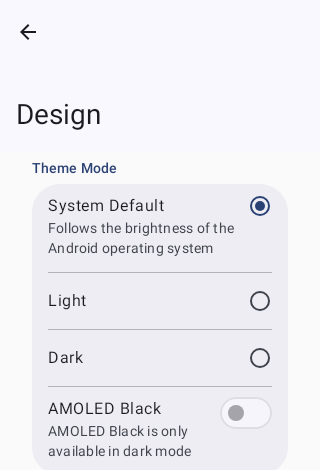 Design
Theme Mode
System Default
Follows the brightness of the
Android operating system
Light
Dark
AMOLED Black
AMOLED Black is only
available in dark mode